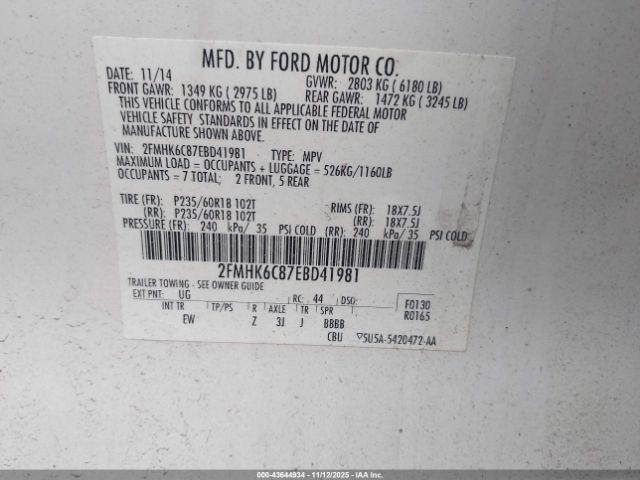 MFD. BY FORD MOTOR CO.
DATE: 11/14 GVWR: 2803 KG ( 6180 LB)
FRONT GAWR: 1349 KG ( 2975 LB) REAR GAWR: 1472 KG ( 3245 LB)
THIS VEHICLE CONFORMS TO ALL APPLICABLE FEDERAL MOTOR
VEHICLE SAFETY STANDARDS IN EFFECT ON THE DATE OF
MANUFACTURE SHOWN ABOVE.
VIN: 2FMHK6C87EBD41981 TYPE: MPV
MAXIMUM LOAD = OCCUPANTS + LUGGAGE = 526KG/1160LB
OCCUPANTS = 7 TOTAL; 2 FRONT, 5 REAR
TIRE (FR): P235/60R18 102T RIMS (FR): 18X7.5J
(RR): P235/60R18 102T (RR): 18X7.5J
PRESSURE (FR): 240 kPa/ 35 PSI COLD (RR): 240 kPa/ 35 PSI COLD
2FMHK6C87EBD41981
TRAILER TOWING - SEE OWNER GUIDE
EXT PNT: UG RC: 44 DSO: F0130
INT TR TP/PS R AXLE TR SPR R0165
EW Z 3J J BBBB
CBU 5U5A-5420472-AA
IAA - 43644934 - 11/12/2025 - IAAI.COM